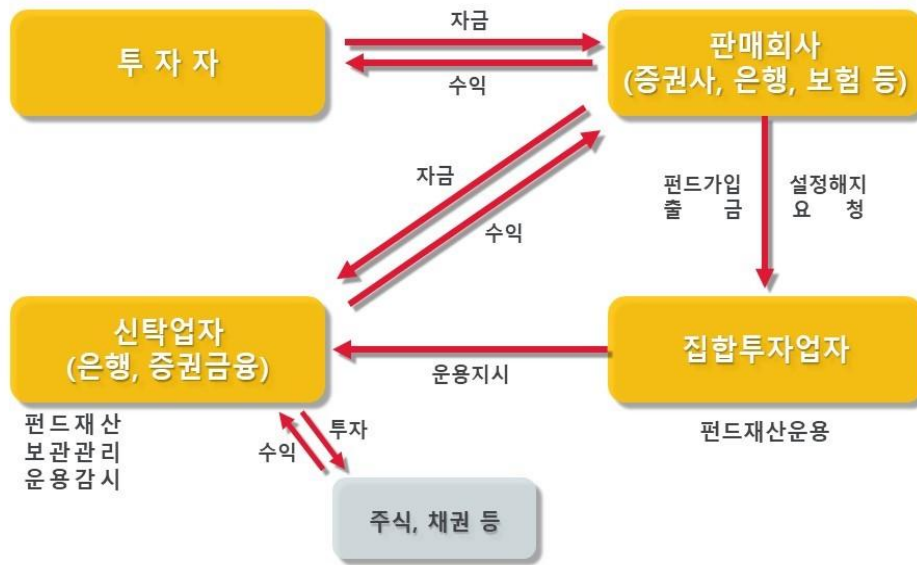 자금
투 자 자
판매회사
(증권사, 은행, 보험 등)
수익
자금
수익
펀드가입
출 금
설정해지
요 청
신탁업자
(은행, 증권금융)
운용지시
집합투자업자
펀드재산
보관관리
운용감시
수익
투자
펀드재산운용
주식, 채권 등